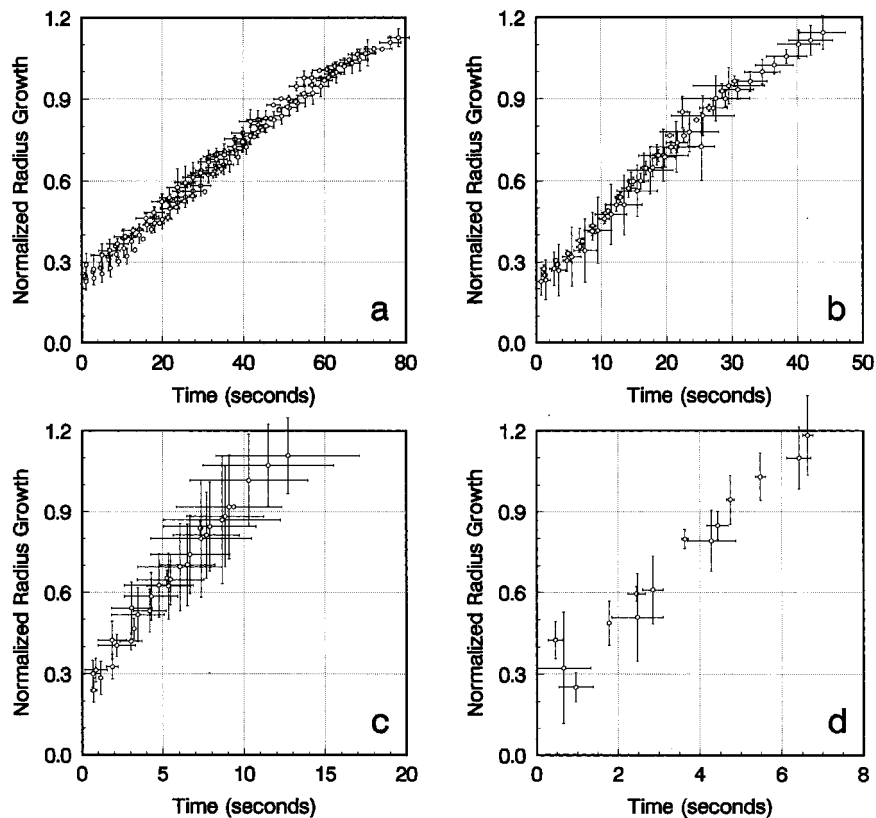 1.2
0.9
0.6
0.3
0.0
Normalized Radius Growth
0 20 40 60 80
Time (seconds)
a
1.2
0.9
0.6
0.3
0.0
Normalized Radius Growth
0 10 20 30 40 50
Time (seconds)
b
1.2
0.9
0.6
0.3
0.0
Normalized Radius Growth
0 5 10 15 20
Time (seconds)
c
1.2
0.9
0.6
0.3
0.0
Normalized Radius Growth
0 2 4 6 8
Time (seconds)
d